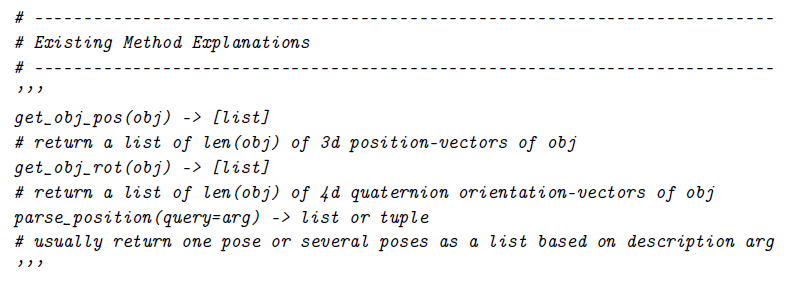 # --------------------------------------------------------------------------
# Existing Method Explanations
# --------------------------------------------------------------------------
'''
get_obj_pos(obj) -> [list]
# return a list of len(obj) of 3d position-vectors of obj
get_obj_rot(obj) -> [list]
# return a list of len(obj) of 4d quaternion orientation-vectors of obj
parse_position(query=arg) -> list or tuple
# usually return one pose or several poses as a list based on description arg
'''